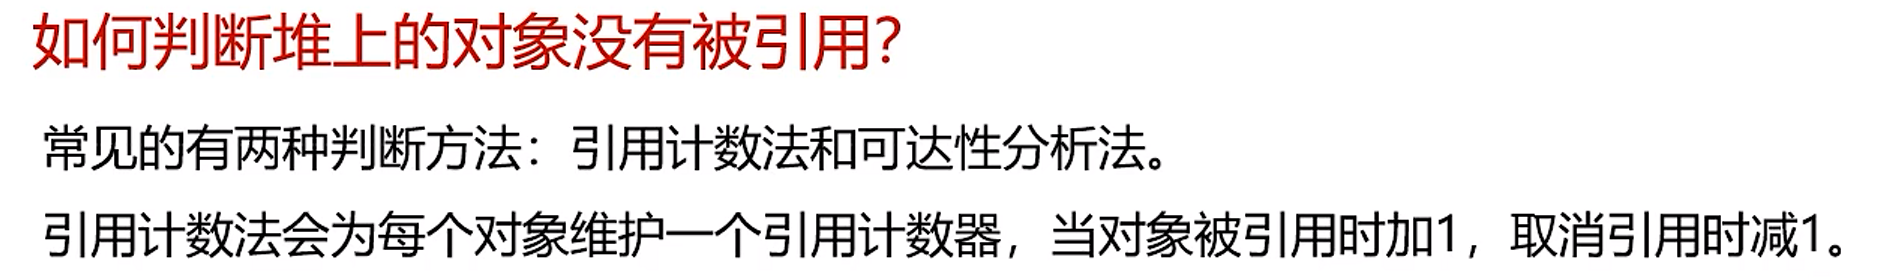 如何判断堆上的对象没有被引用?
常见的有两种判断方法：引用计数法和可达性分析法。
引用计数法会为每个对象维护一个引用计数器，当对象被引用时加1，取消引用时减1。